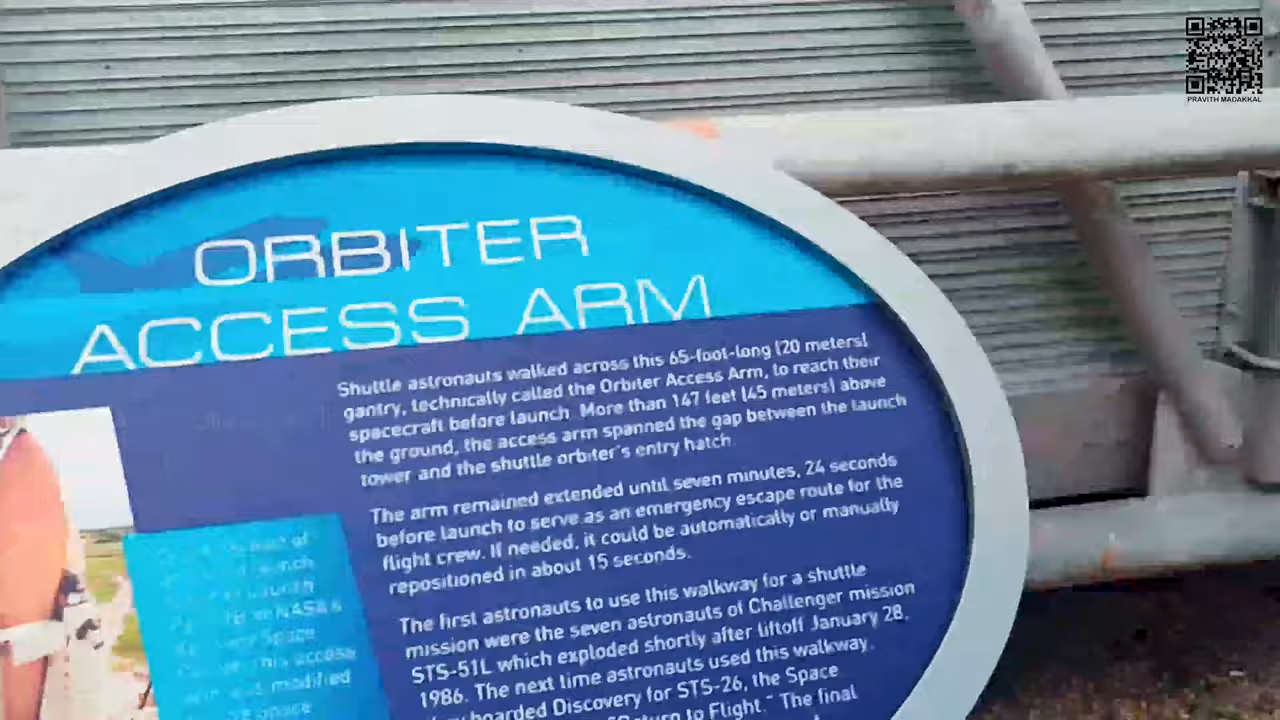 PRAVITH MADAKKAL
ORBITER
ACCESS ARM
Shuttle astronauts walked across this 65-foot-long (20 meters)
gantry, technically called the Orbiter Access Arm, to reach their
spacecraft before launch. More than 147 feet (45 meters) above
the ground, the access arm spanned the gap between the launch
tower and the shuttle orbiter's entry hatch.
The arm remained extended until seven minutes, 24 seconds
before launch to serve as an emergency escape route for the
flight crew. If needed, it could be automatically or manually
repositioned in about 15 seconds.
The first astronauts to use this walkway for a shuttle
mission were the seven astronauts of Challenger mission
STS-51L which exploded shortly after liftoff January 28,
1986. The next time astronauts used this walkway
boarded Discovery for STS-26, the Space
to Flight." The final
of
NASA's
Space
this access
modified